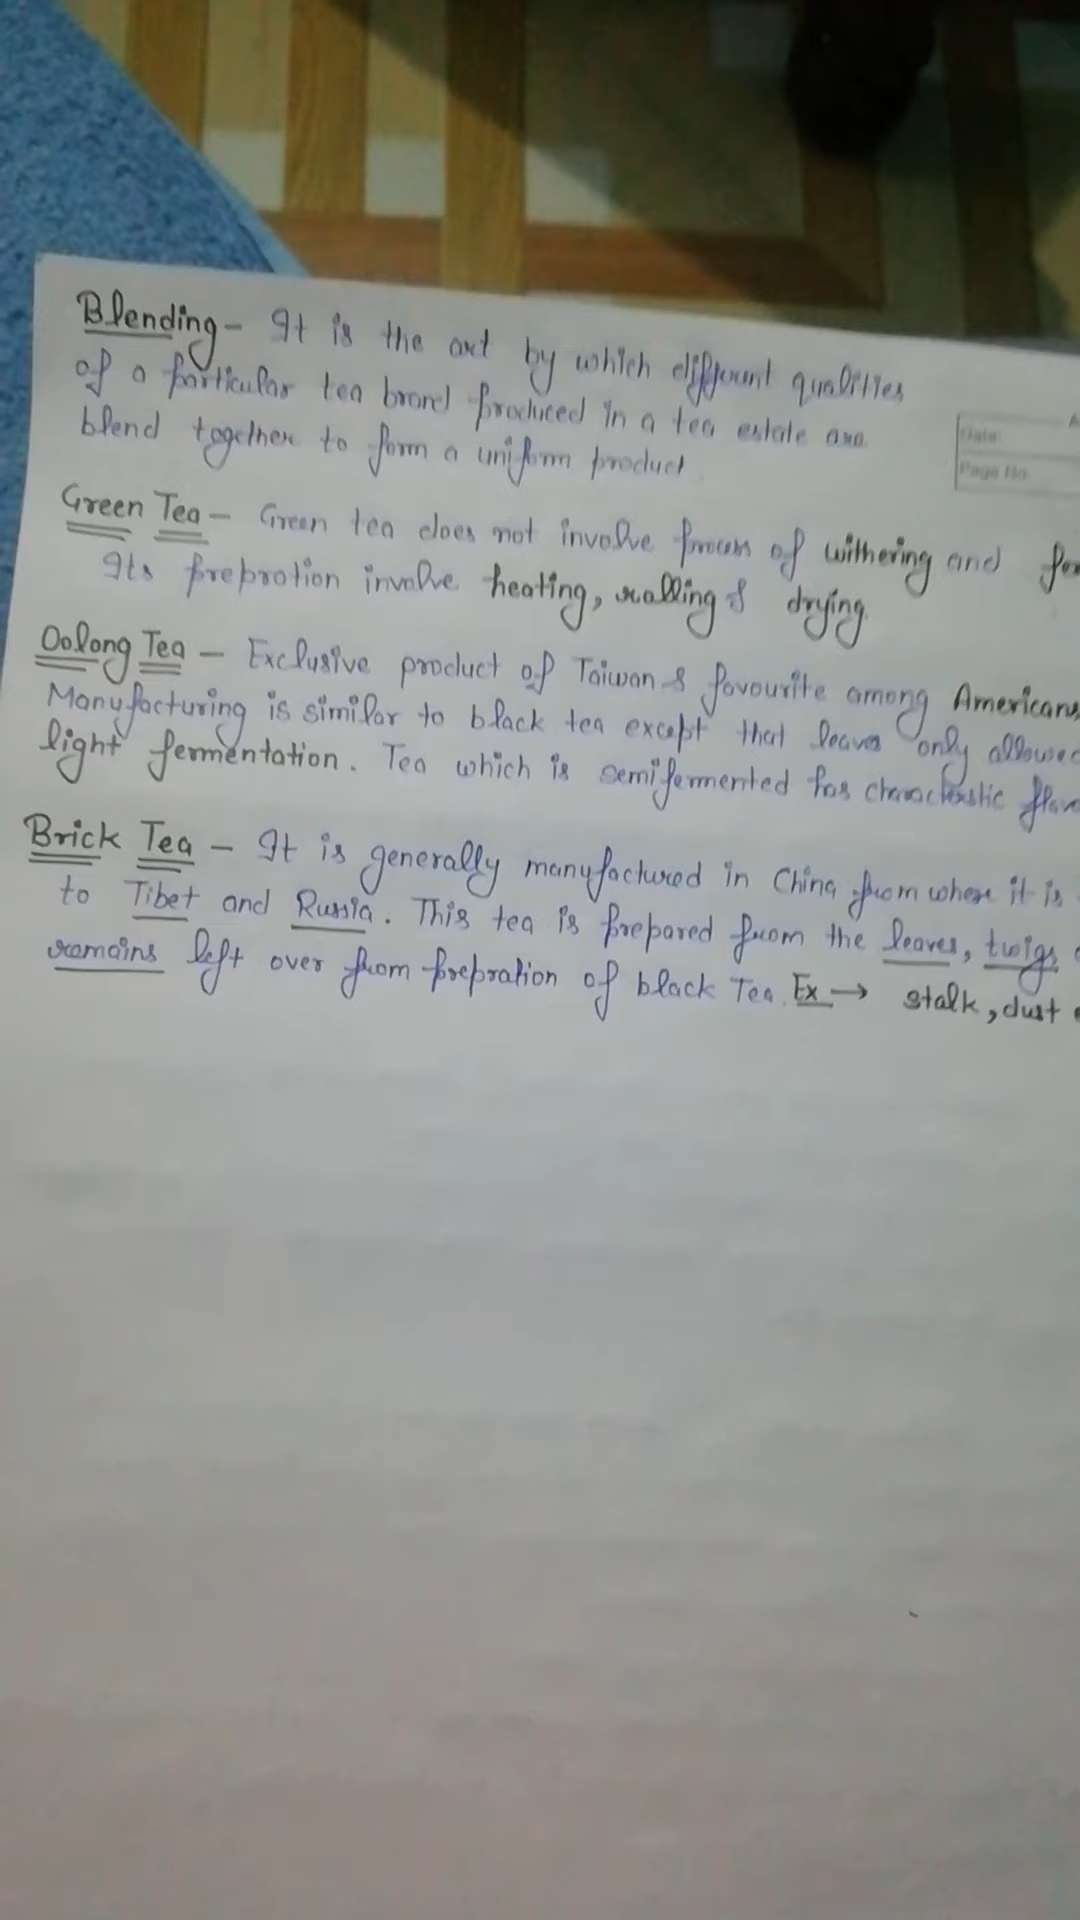 Blending - It is the art by which different qualities
of a particular tea brand produced in a tea estate are
blend together to form a uniform product
Date
Page No.
Green Tea - Green tea does not involve process of withering and
Its prepration involve heating, rolling & drying
Oolong Tea - Exclusive product of Taiwan & favourite among Americans
Manufacturing is similar to black tea except that leaves only allowed
light fermentation. Tea which is semifermented has
Brick Tea - It is generally manufactured in China from where it is
to Tibet and Russia. This tea is prepared from the leaves, twigs
remains left over from prepration of black Tea. Ex → stalk, dust